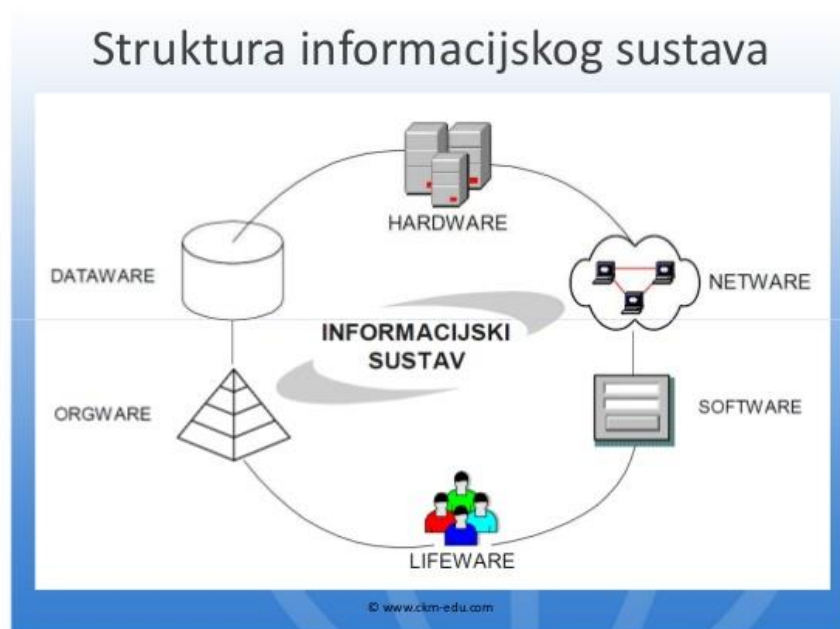 Struktura informacijskog sustava
HARDWARE
DATAWARE
NETWARE
INFORMACIJSKI
SUSTAV
ORGWARE
SOFTWARE
LIFEWARE
© www.ckm-edu.com